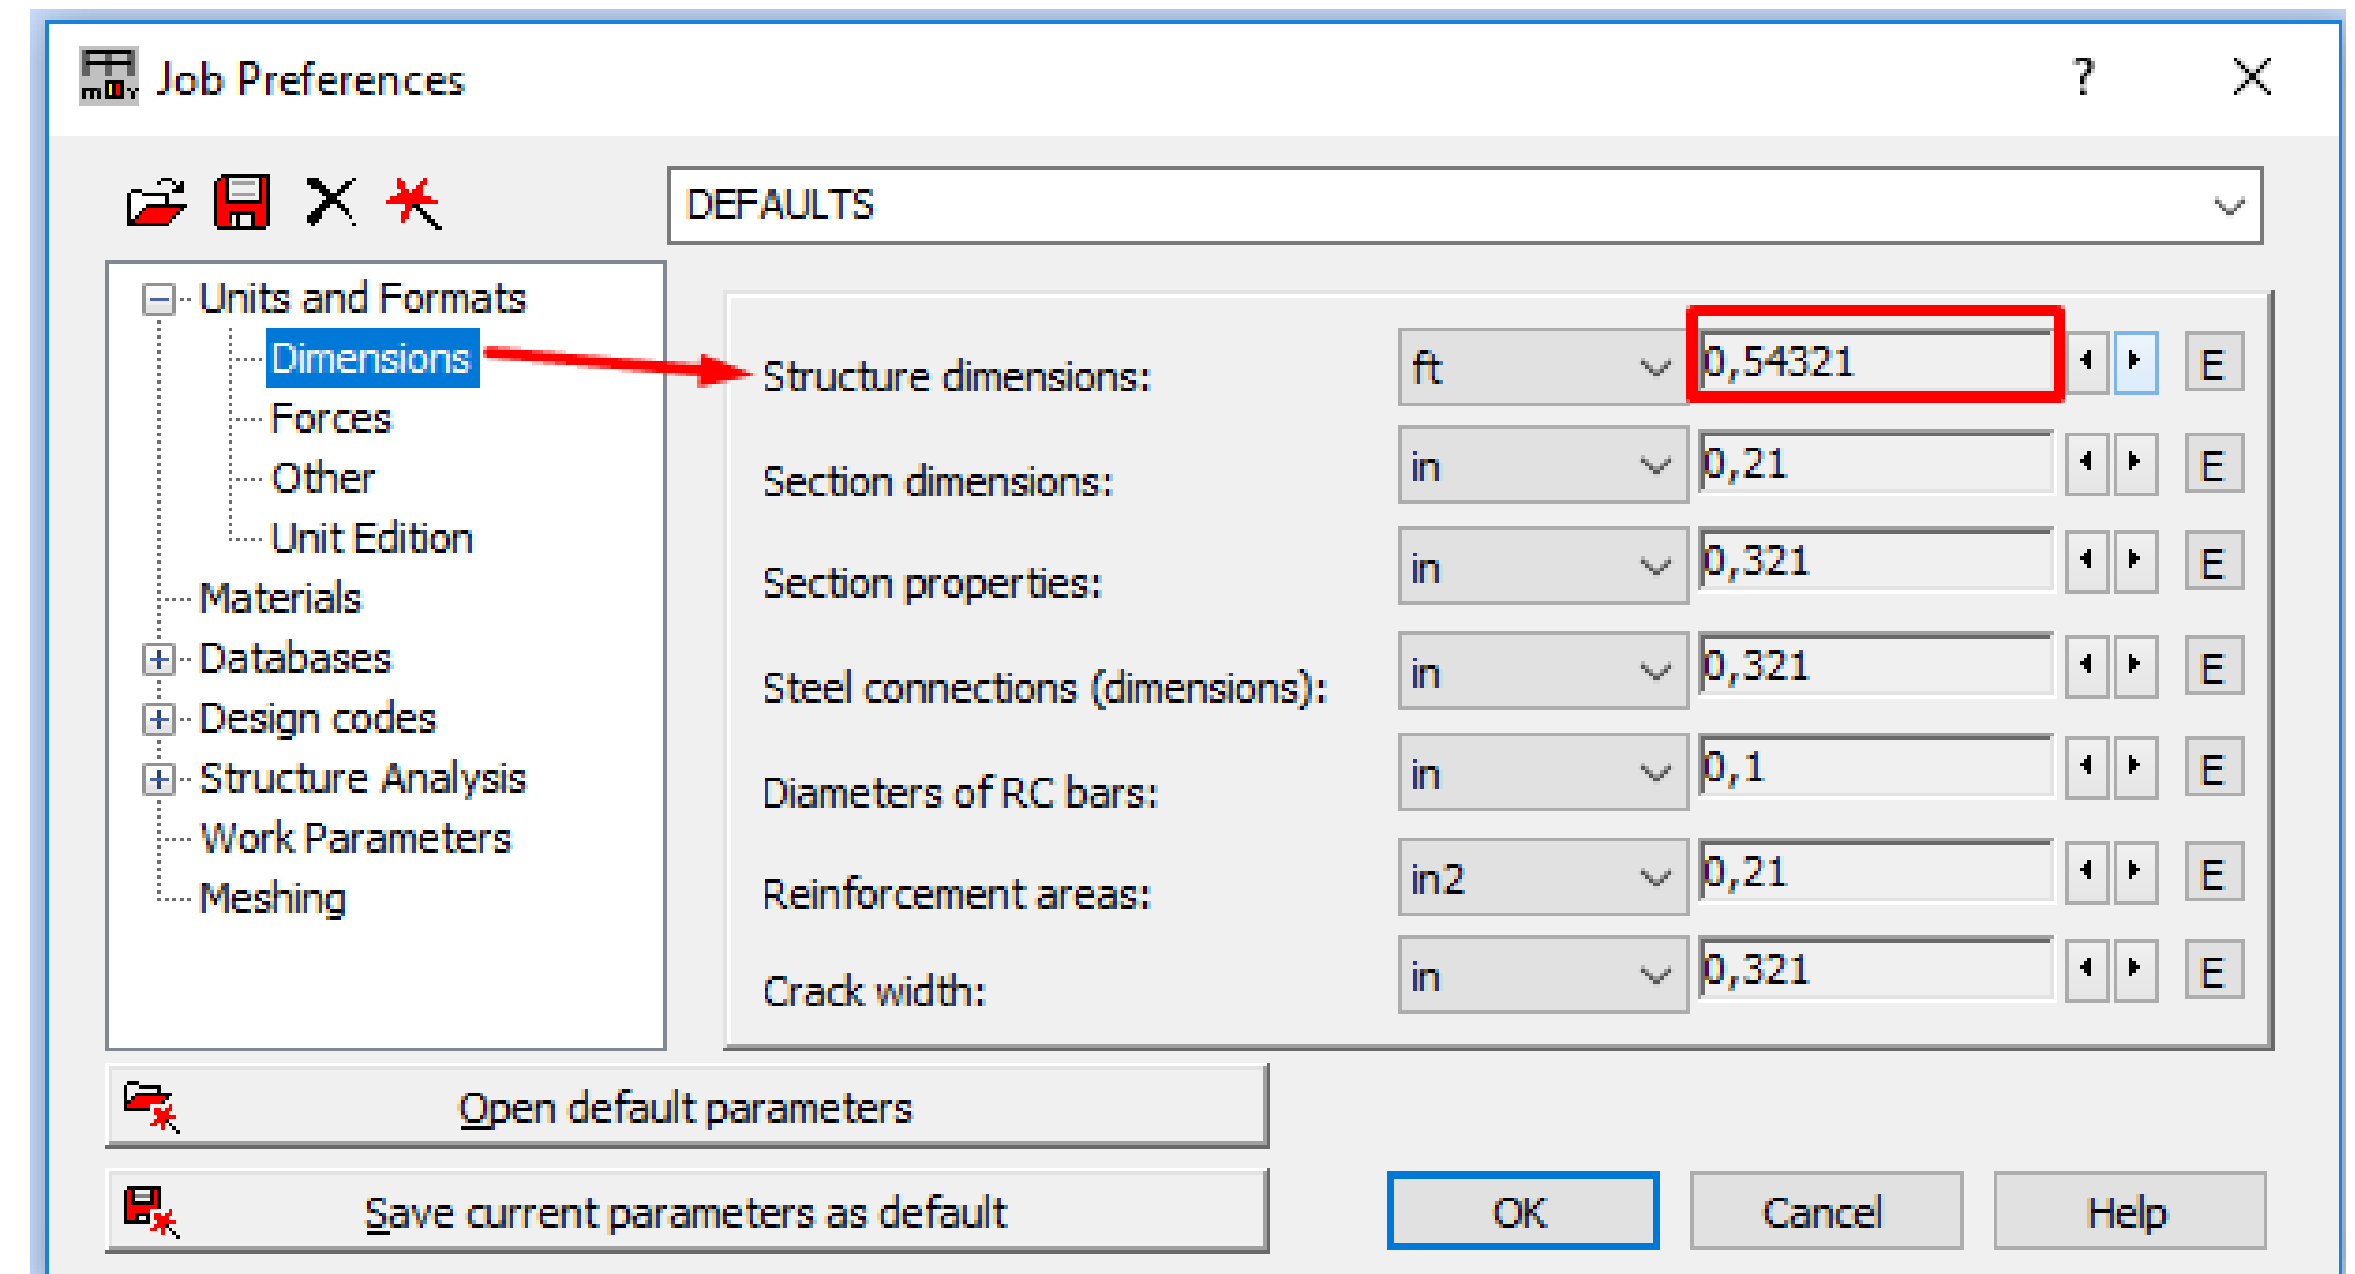 Job Preferences ? X
DEFAULTS
Units and Formats
Dimensions
Forces
Other
Unit Edition
Materials
Databases
Design codes
Structure Analysis
Work Parameters
Meshing
Structure dimensions: ft 0,54321 E
Section dimensions: in 0,21 E
Section properties: in 0,321 E
Steel connections (dimensions): in 0,321 E
Diameters of RC bars: in 0,1 E
Reinforcement areas: in2 0,21 E
Crack width: in 0,321 E
Open default parameters
Save current parameters as default
OK Cancel Help